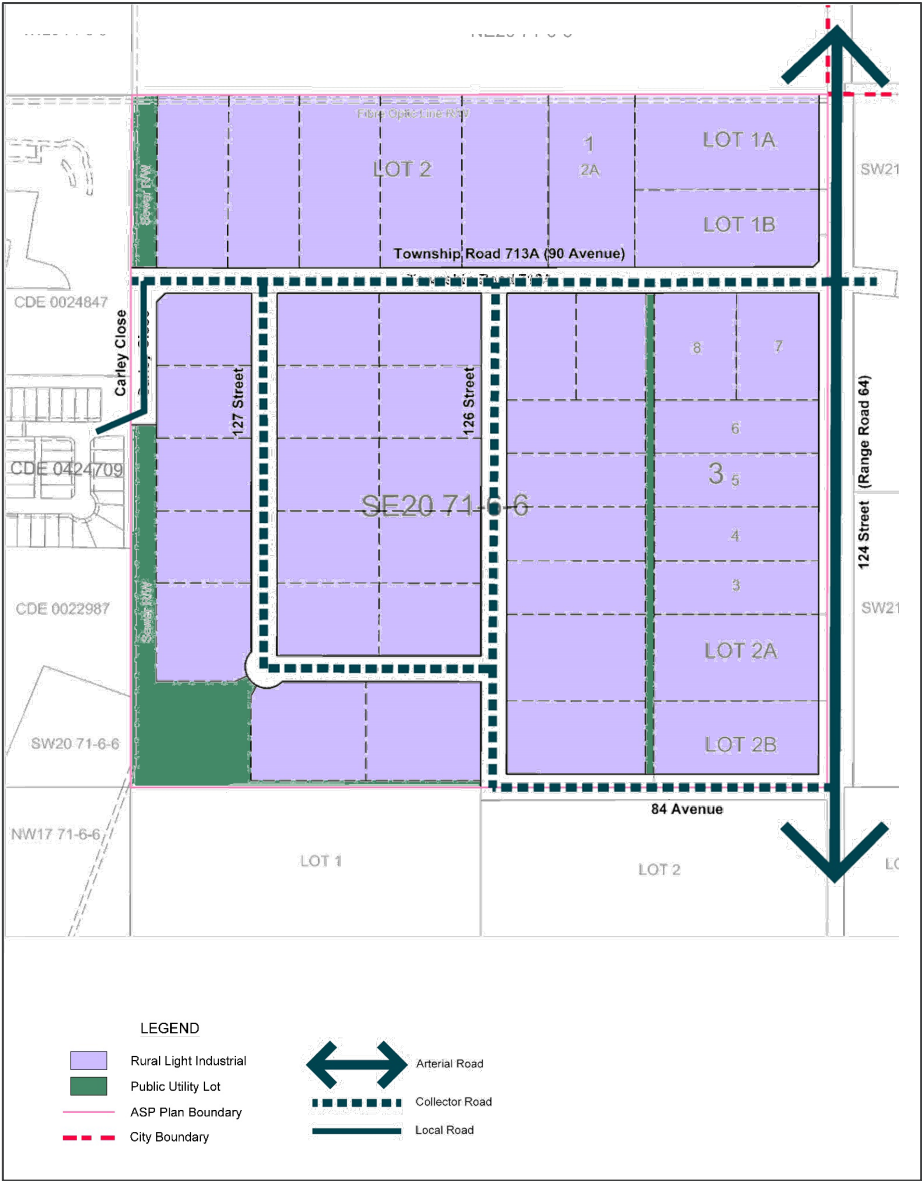 LOT 1A
LOT 2
1
2A
SW21
LOT 1B
Township Road 713A (90 Avenue)
CDE 0024847
Carley Close
127 Street
126 Street
8
7
6
3
5
4
3
SE20 71-6-6
CDE 0424709
124 Street (Range Road 64)
CDE 0022987
SW21
LOT 2A
SW20 71-6-6
LOT 2B
84 Avenue
NW17 71-6-6
LOT 1
LOT 2
LEGEND
Rural Light Industrial
Public Utility Lot
ASP Plan Boundary
City Boundary
Arterial Road
Collector Road
Local Road